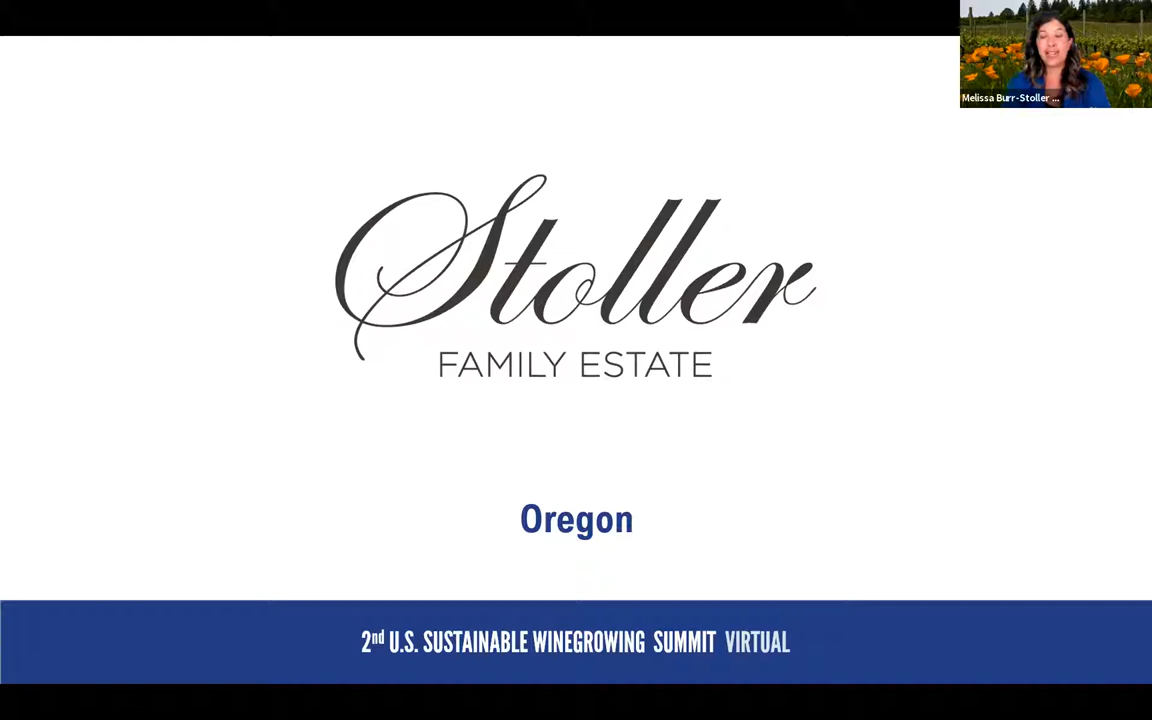 Melissa Burr-Stoller ...
Stoller
FAMILY ESTATE
Oregon
2nd U.S. SUSTAINABLE WINEGROWING SUMMIT VIRTUAL